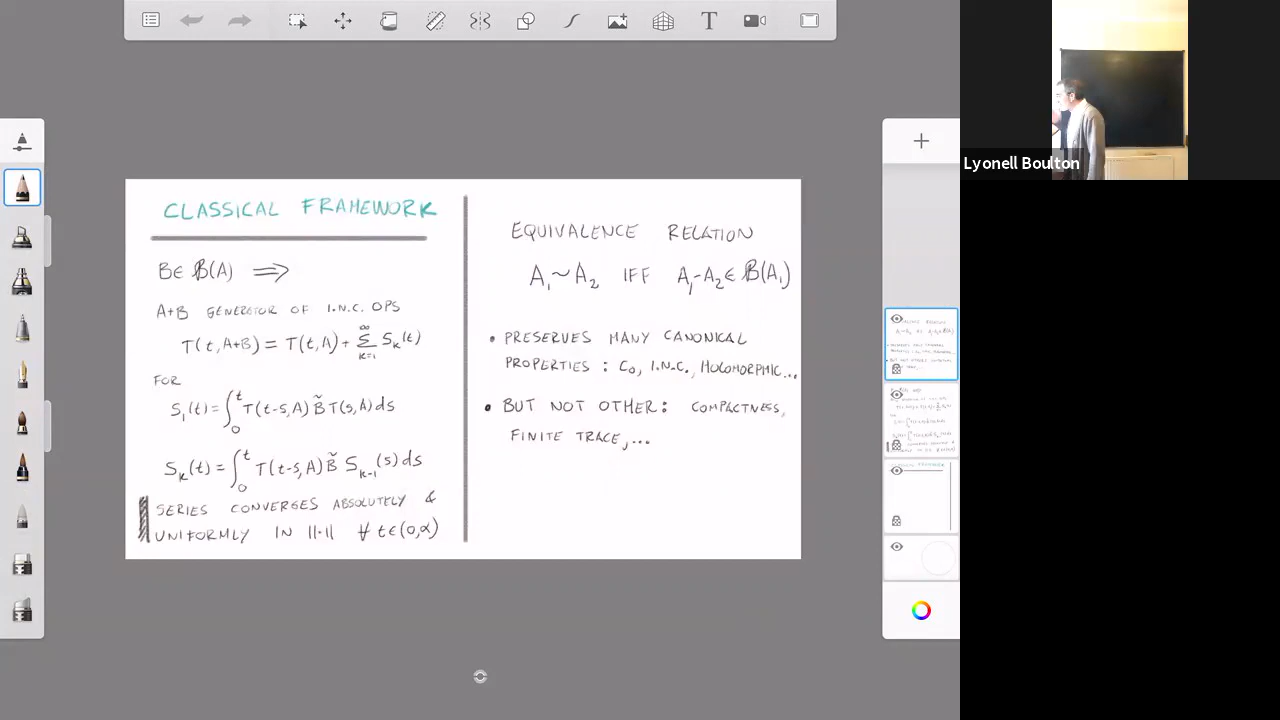 CLASSICAL FRAMEWORK
B∈ B(A) ⟹
A+B GENERATOR OF I.N.C. OPS
T(t,A+B) = T(t,A) + ∑_{k=1}^{∞} S_k(t)
FOR
S_1(t) = ∫_0^t T(t-s,A) B̆ T(s,A) ds
S_k(t) = ∫_0^t T(t-s,A) B̆ S_{k-1}(s) ds
SERIES CONVERGES ABSOLUTELY &
UNIFORMLY IN ||·|| ∀ t∈(0,α)
EQUIVALENCE RELATION
A_1 ~ A_2 IFF A_1-A_2 ∈ B(A_1)
• PRESERVES MANY CANONICAL
PROPERTIES : C_0, I.N.C., HOLOMORPHIC...
• BUT NOT OTHER: COMPACTNESS,
FINITE TRACE,...
Lyonell Boulton